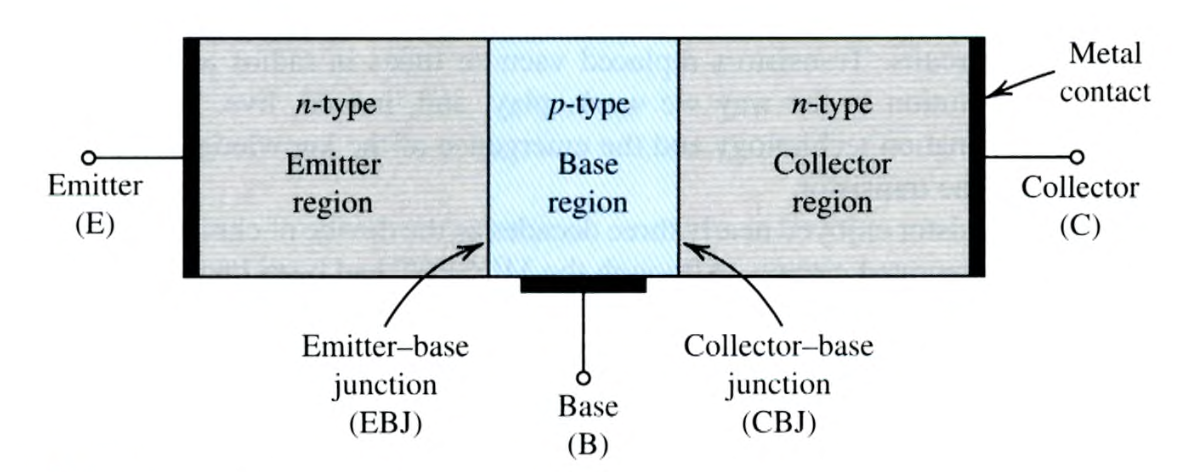 Metal
contact
n-type
Emitter
region
p-type
Base
region
n-type
Collector
region
Emitter
(E)
Collector
(C)
Emitter–base
junction
(EBJ)
Base
(B)
Collector–base
junction
(CBJ)